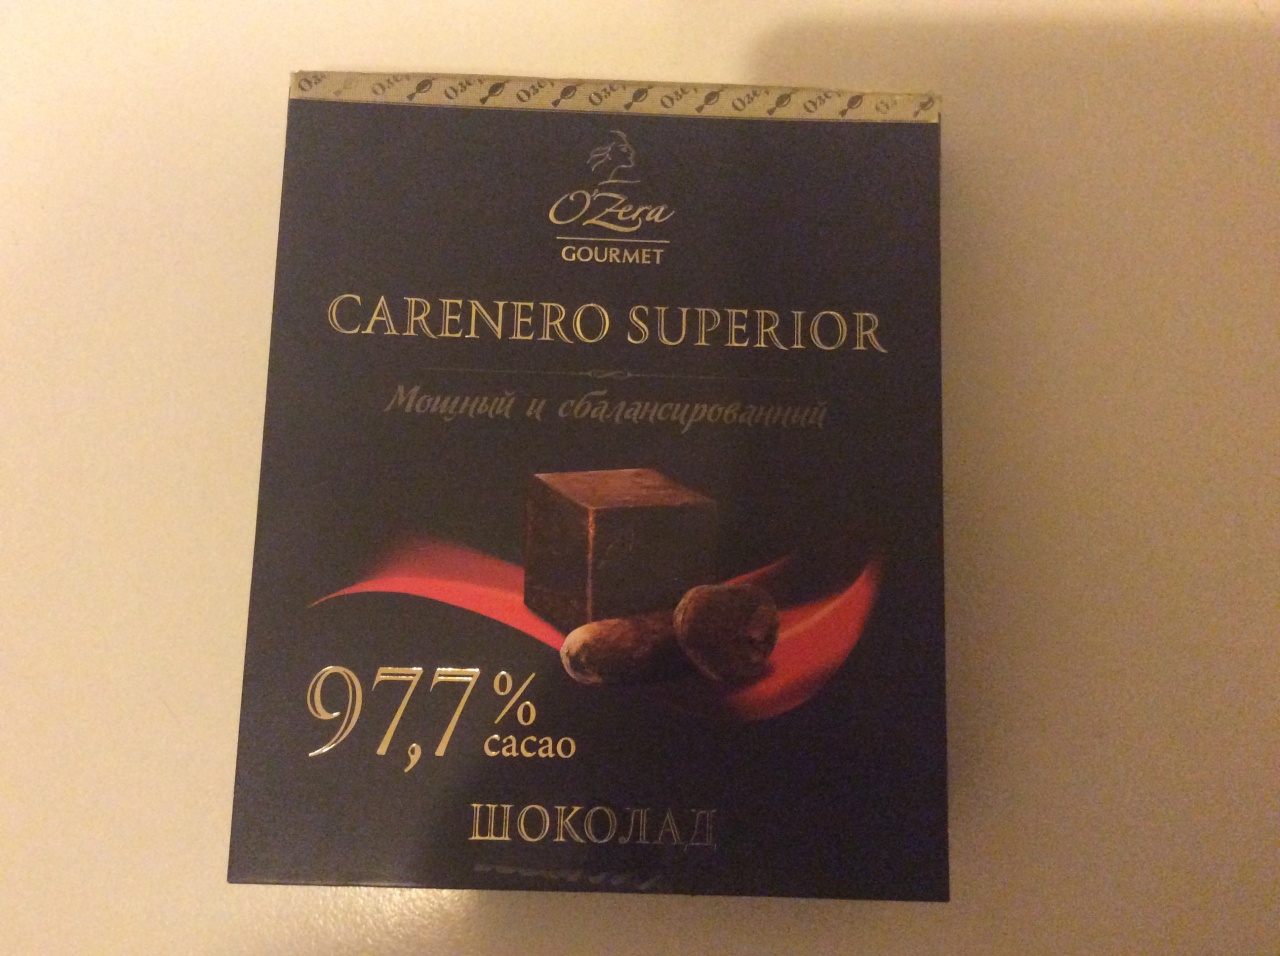 O'Zera
GOURMET
CARENERO SUPERIOR
Мощный и сбалансированный
97,7%
cacao
ШОКОЛАД